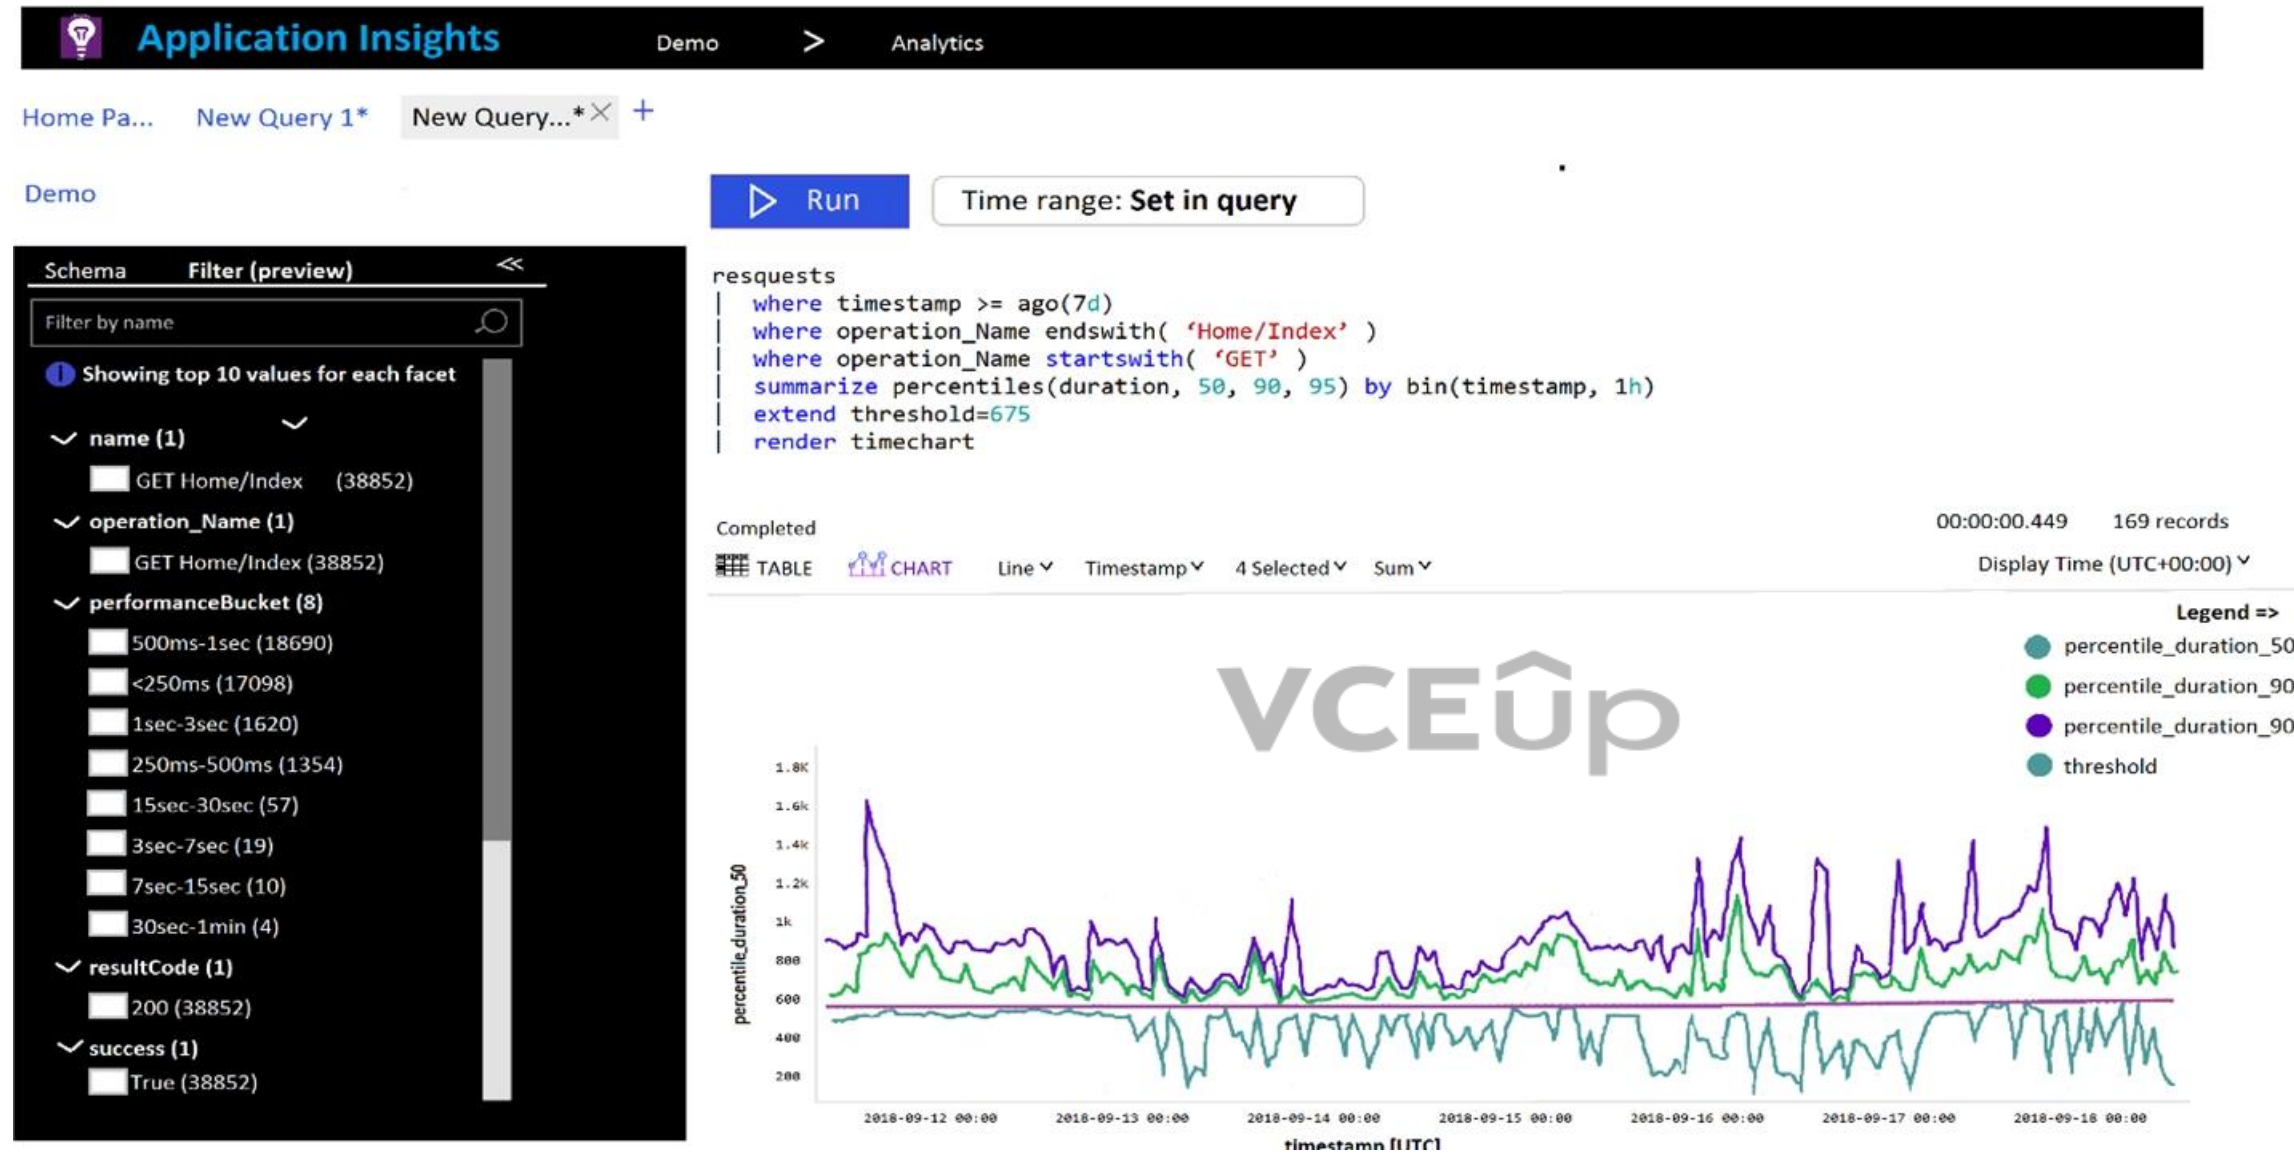 Application Insights Demo > Analytics
Home Pa... New Query 1* New Query...* +
Demo
Run Time range: Set in query
Schema Filter (preview) <<
Filter by name
Showing top 10 values for each facet
name (1)
GET Home/Index (38852)
operation_Name (1)
GET Home/Index (38852)
performanceBucket (8)
500ms-1sec (18690)
<250ms (17098)
1sec-3sec (1620)
250ms-500ms (1354)
15sec-30sec (57)
3sec-7sec (19)
7sec-15sec (10)
30sec-1min (4)
resultCode (1)
200 (38852)
success (1)
True (38852)
resquests
| where timestamp >= ago(7d)
| where operation_Name endswith( ‘Home/Index’ )
| where operation_Name startswith( ‘GET’ )
| summarize percentiles(duration, 50, 90, 95) by bin(timestamp, 1h)
| extend threshold=675
| render timechart
Completed 00:00:00.449 169 records
TABLE CHART Line Timestamp 4 Selected Sum Display Time (UTC+00:00)
Legend =>
percentile_duration_50
percentile_duration_90
percentile_duration_90
threshold
VCEûp
percentile_duration_50
1.8K
1.6k
1.4k
1.2k
1k
800
600
400
200
2018-09-12 00:00 2018-09-13 00:00 2018-09-14 00:00 2018-09-15 00:00 2018-09-16 00:00 2018-09-17 00:00 2018-09-18 00:00
timestamp [UTC]